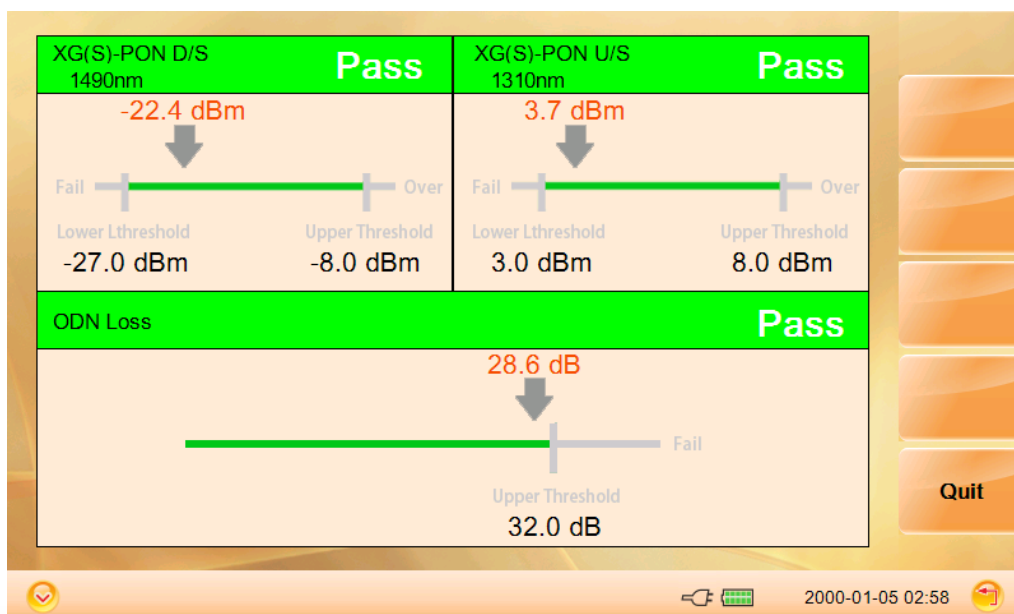 XG(S)-PON D/S
1490nm
Pass
-22.4 dBm
Fail
Over
Lower Lthreshold
Upper Threshold
-27.0 dBm
-8.0 dBm
XG(S)-PON U/S
1310nm
Pass
3.7 dBm
Fail
Over
Lower Lthreshold
Upper Threshold
3.0 dBm
8.0 dBm
ODN Loss
Pass
28.6 dB
Fail
Upper Threshold
32.0 dB
Quit
2000-01-05 02:58